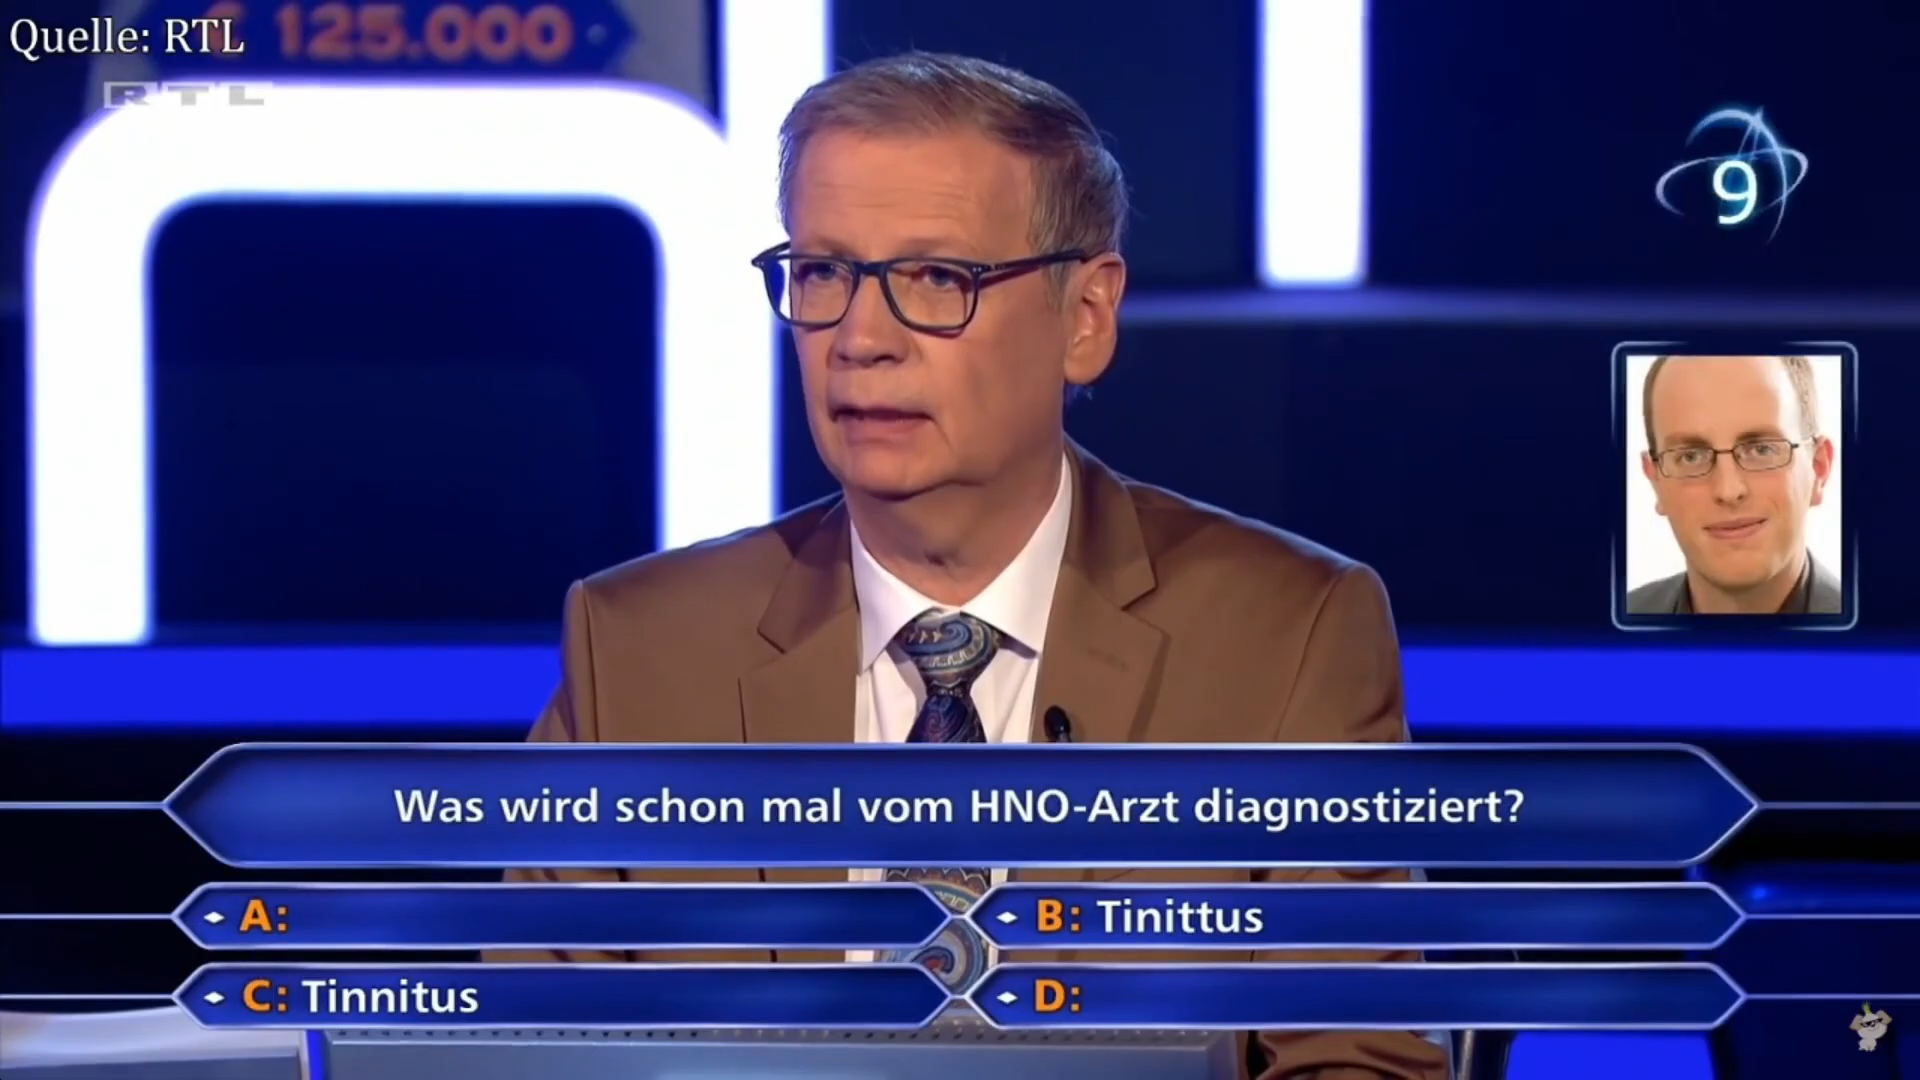 Quelle: RTL
€ 125.000
RTL
9
Was wird schon mal vom HNO-Arzt diagnostiziert?
A:
B: Tinittus
C: Tinnitus
D: